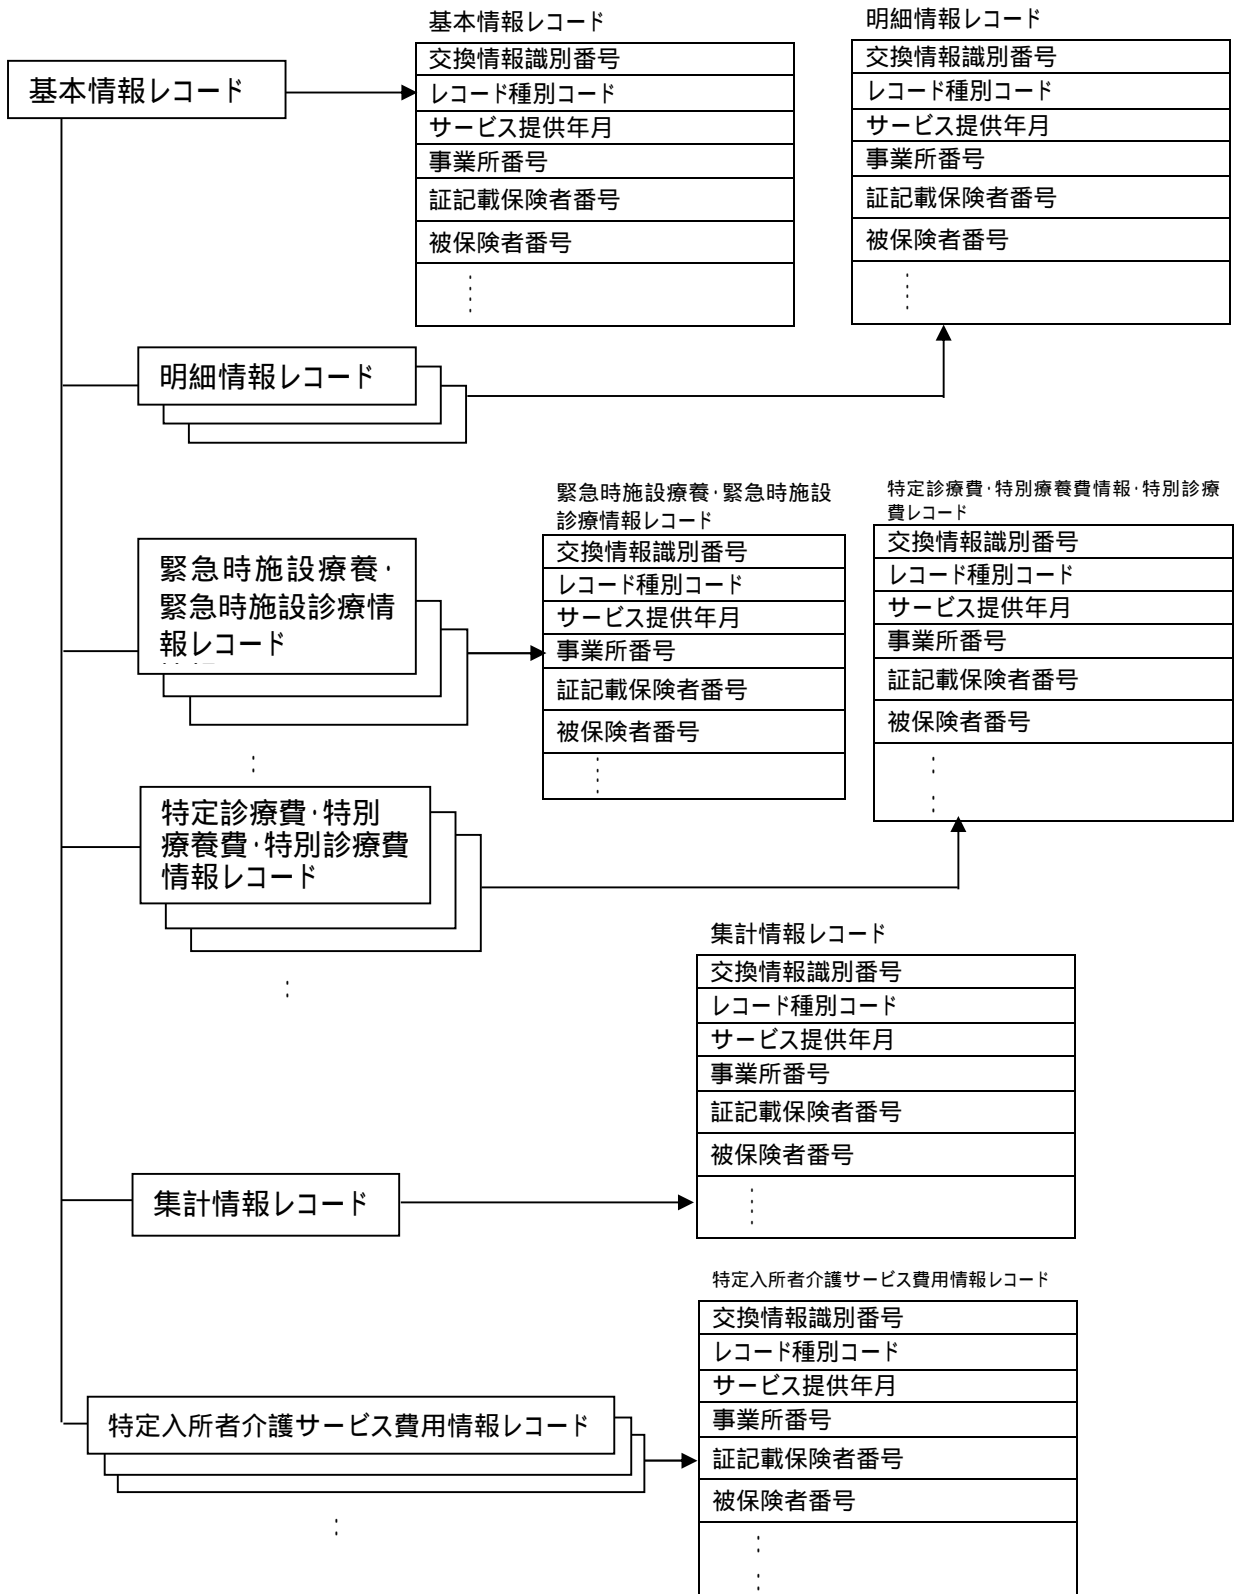 基本情報レコード
基本情報レコード
交換情報識別番号
レコード種別コード
サービス提供年月
事業所番号
証記載保険者番号
被保険者番号
明細情報レコード
交換情報識別番号
レコード種別コード
サービス提供年月
事業所番号
証記載保険者番号
被保険者番号
明細情報レコード
緊急時施設療養・緊急時施設
診療情報レコード
交換情報識別番号
レコード種別コード
サービス提供年月
事業所番号
証記載保険者番号
被保険者番号
特定診療費・特別療養費情報・特別診療
費レコード
交換情報識別番号
レコード種別コード
サービス提供年月
事業所番号
証記載保険者番号
被保険者番号
緊急時施設療養・
緊急時施設診療情
報レコード
特定診療費・特別
療養費・特別診療費
情報レコード
集計情報レコード
交換情報識別番号
レコード種別コード
サービス提供年月
事業所番号
証記載保険者番号
被保険者番号
集計情報レコード
特定入所者介護サービス費用情報レコード
交換情報識別番号
レコード種別コード
サービス提供年月
事業所番号
証記載保険者番号
被保険者番号
特定入所者介護サービス費用情報レコード